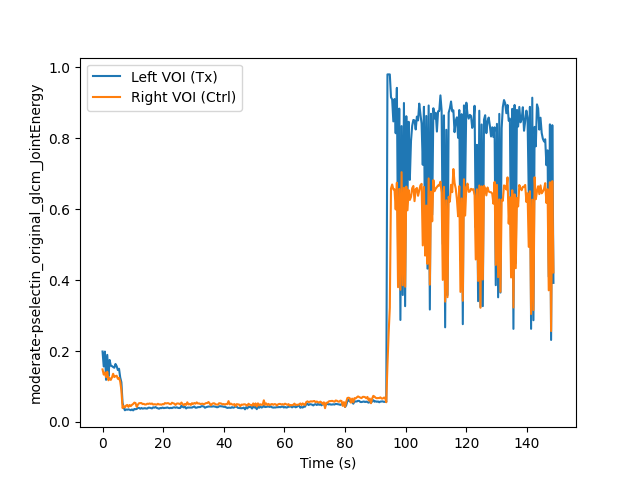 Left VOI (Tx)
Right VOI (Ctrl)
moderate-pselectin_original_glcm_JointEnergy
1.0
0.8
0.6
0.4
0.2
0.0
0 20 40 60 80 100 120 140
Time (s)